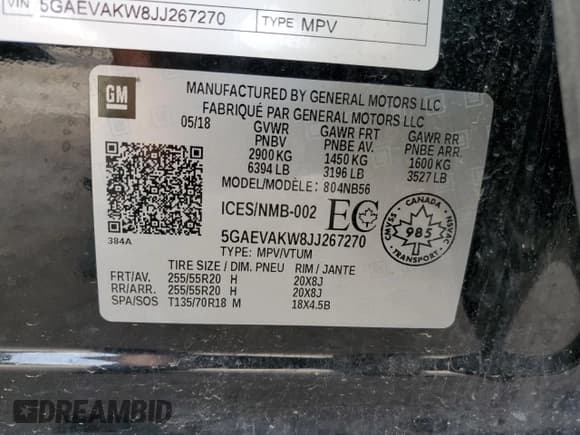 VIN 5GAEVAKW8JJ267270 TYPE MPV
GM
MANUFACTURED BY GENERAL MOTORS LLC
FABRIQUÉ PAR GENERAL MOTORS LLC
05/18 GVWR GAWR FRT GAWR RR
PNBV PNBE AV. PNBE ARR.
2900 KG 1450 KG 1600 KG
6394 LB 3196 LB 3527 LB
MODEL/MODÈLE: 804NB56
ICES/NMB-002 EC
CMVSS NSVAC 985
384A
5GAEVAKW8JJ267270
TYPE: MPV/VTUM
TIRE SIZE / DIM. PNEU RIM / JANTE
FRT/AV. 255/55R20 H 20X8J
RR/ARR. 255/55R20 H 20X8J
SPA/SOS T135/70R18 M 18X4.5B
DREAMBID